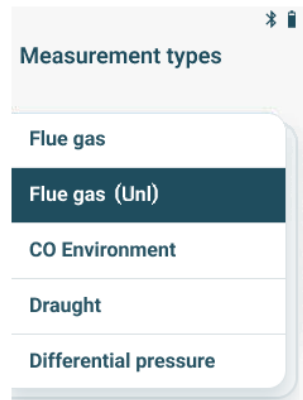 Measurement types
Flue gas
Flue gas (Unl)
CO Environment
Draught
Differential pressure